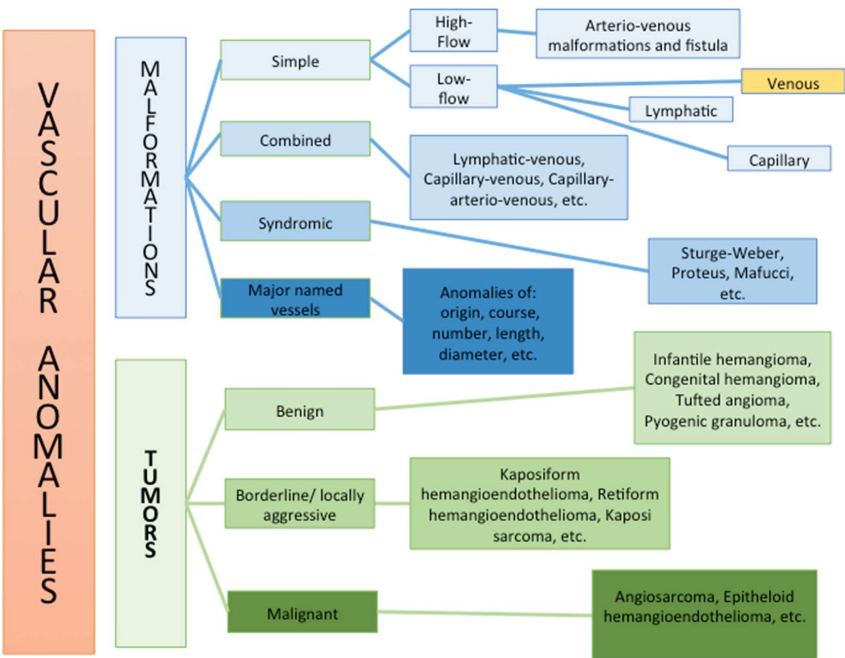 VASCULAR ANOMALIES
MALFORMATIONS
Simple
High-
Flow
Arterio-venous
malformations and fistula
Low-
flow
Venous
Lymphatic
Capillary
Combined
Lymphatic-venous,
Capillary-venous, Capillary-
arterio-venous, etc.
Syndromic
Sturge-Weber,
Proteus, Mafucci,
etc.
Major named
vessels
Anomalies of:
origin, course,
number, length,
diameter, etc.
TUMORS
Benign
Infantile hemangioma,
Congenital hemangioma,
Tufted angioma,
Pyogenic granuloma, etc.
Borderline/ locally
aggressive
Kaposiform
hemangioendothelioma, Retiform
hemangioendothelioma, Kaposi
sarcoma, etc.
Malignant
Angiosarcoma, Epitheloid
hemangioendothelioma, etc.